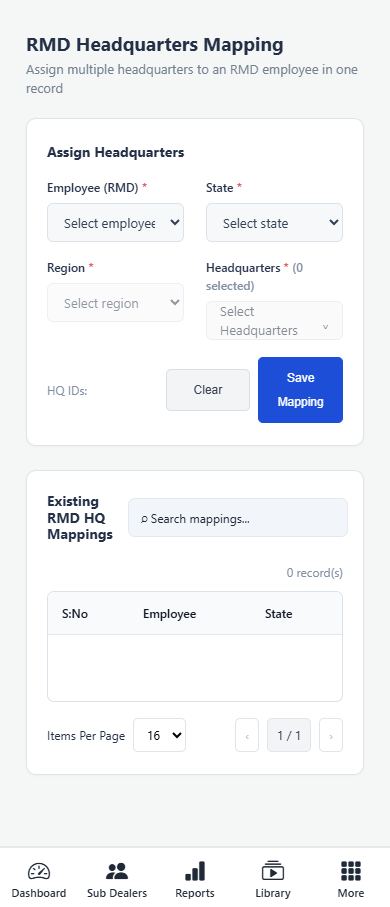 RMD Headquarters Mapping
Assign multiple headquarters to an RMD employee in one
record
Assign Headquarters
Employee (RMD) *
State *
Select employee
Select state
Region *
Headquarters * (0
selected)
Select region
Select
Headquarters
HQ IDs:
Clear
Save
Mapping
Existing
RMD HQ
Mappings
Search mappings...
0 record(s)
S:No Employee State
Items Per Page 16 ‹ 1 / 1 ›
Dashboard Sub Dealers Reports Library More